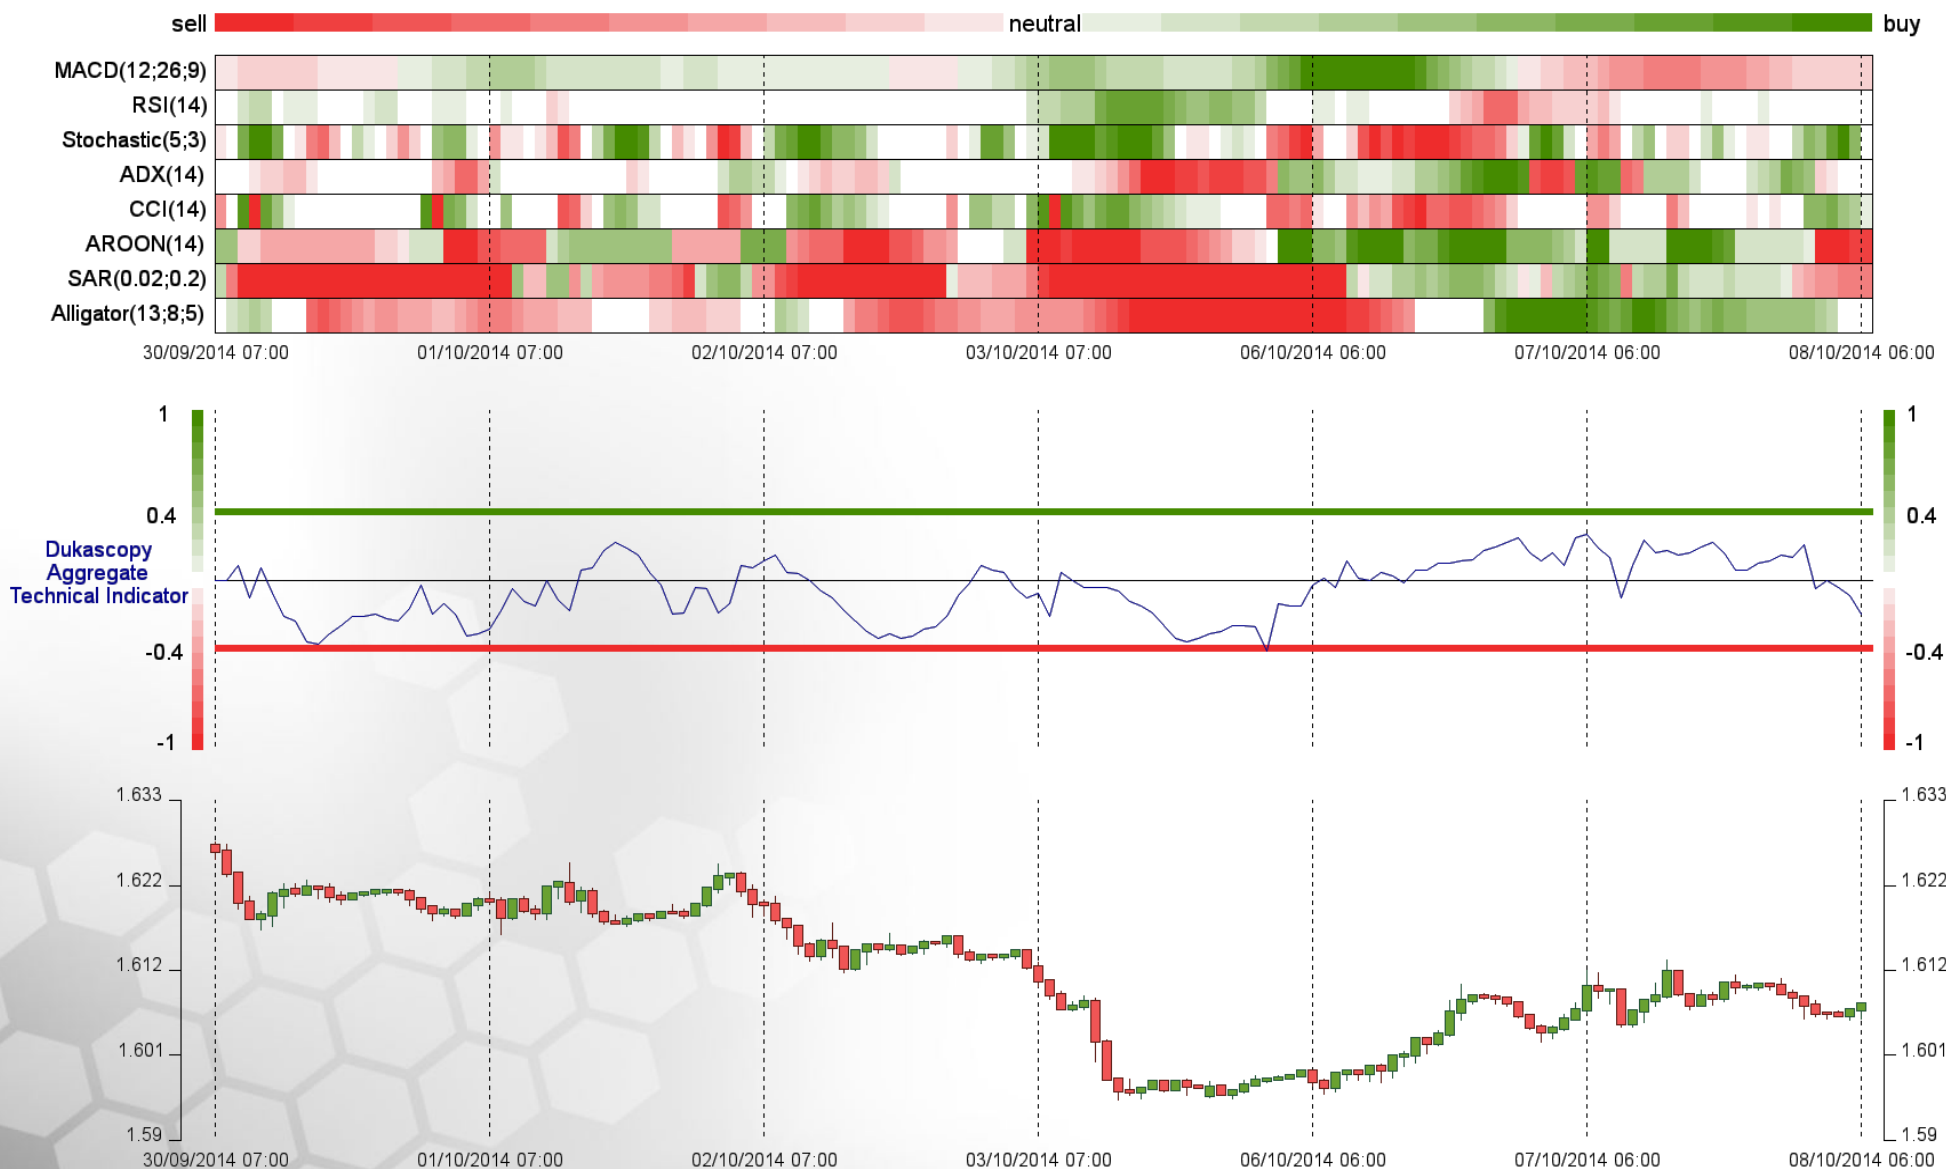 sell neutral buy
MACD(12;26;9)
RSI(14)
Stochastic(5;3)
ADX(14)
CCI(14)
AROON(14)
SAR(0.02;0.2)
Alligator(13;8;5)
30/09/2014 07:00 01/10/2014 07:00 02/10/2014 07:00 03/10/2014 07:00 06/10/2014 06:00 07/10/2014 06:00 08/10/2014 06:00
1 1
0.4 0.4
Dukascopy
Aggregate
Technical Indicator
-0.4 -0.4
-1 -1
1.633 1.633
1.622 1.622
1.612 1.612
1.601 1.601
1.59 1.59
30/09/2014 07:00 01/10/2014 07:00 02/10/2014 07:00 03/10/2014 07:00 06/10/2014 06:00 07/10/2014 06:00 08/10/2014 06:00